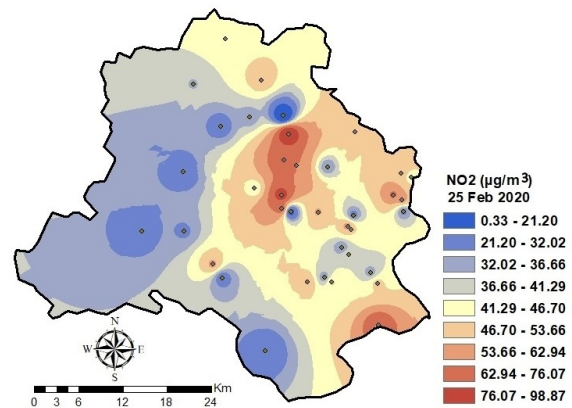 NO2 (µg/m3)
25 Feb 2020
0.33 - 21.20
21.20 - 32.02
32.02 - 36.66
36.66 - 41.29
41.29 - 46.70
46.70 - 53.66
53.66 - 62.94
62.94 - 76.07
76.07 - 98.87
N
W E
S
Km
0 3 6 12 18 24